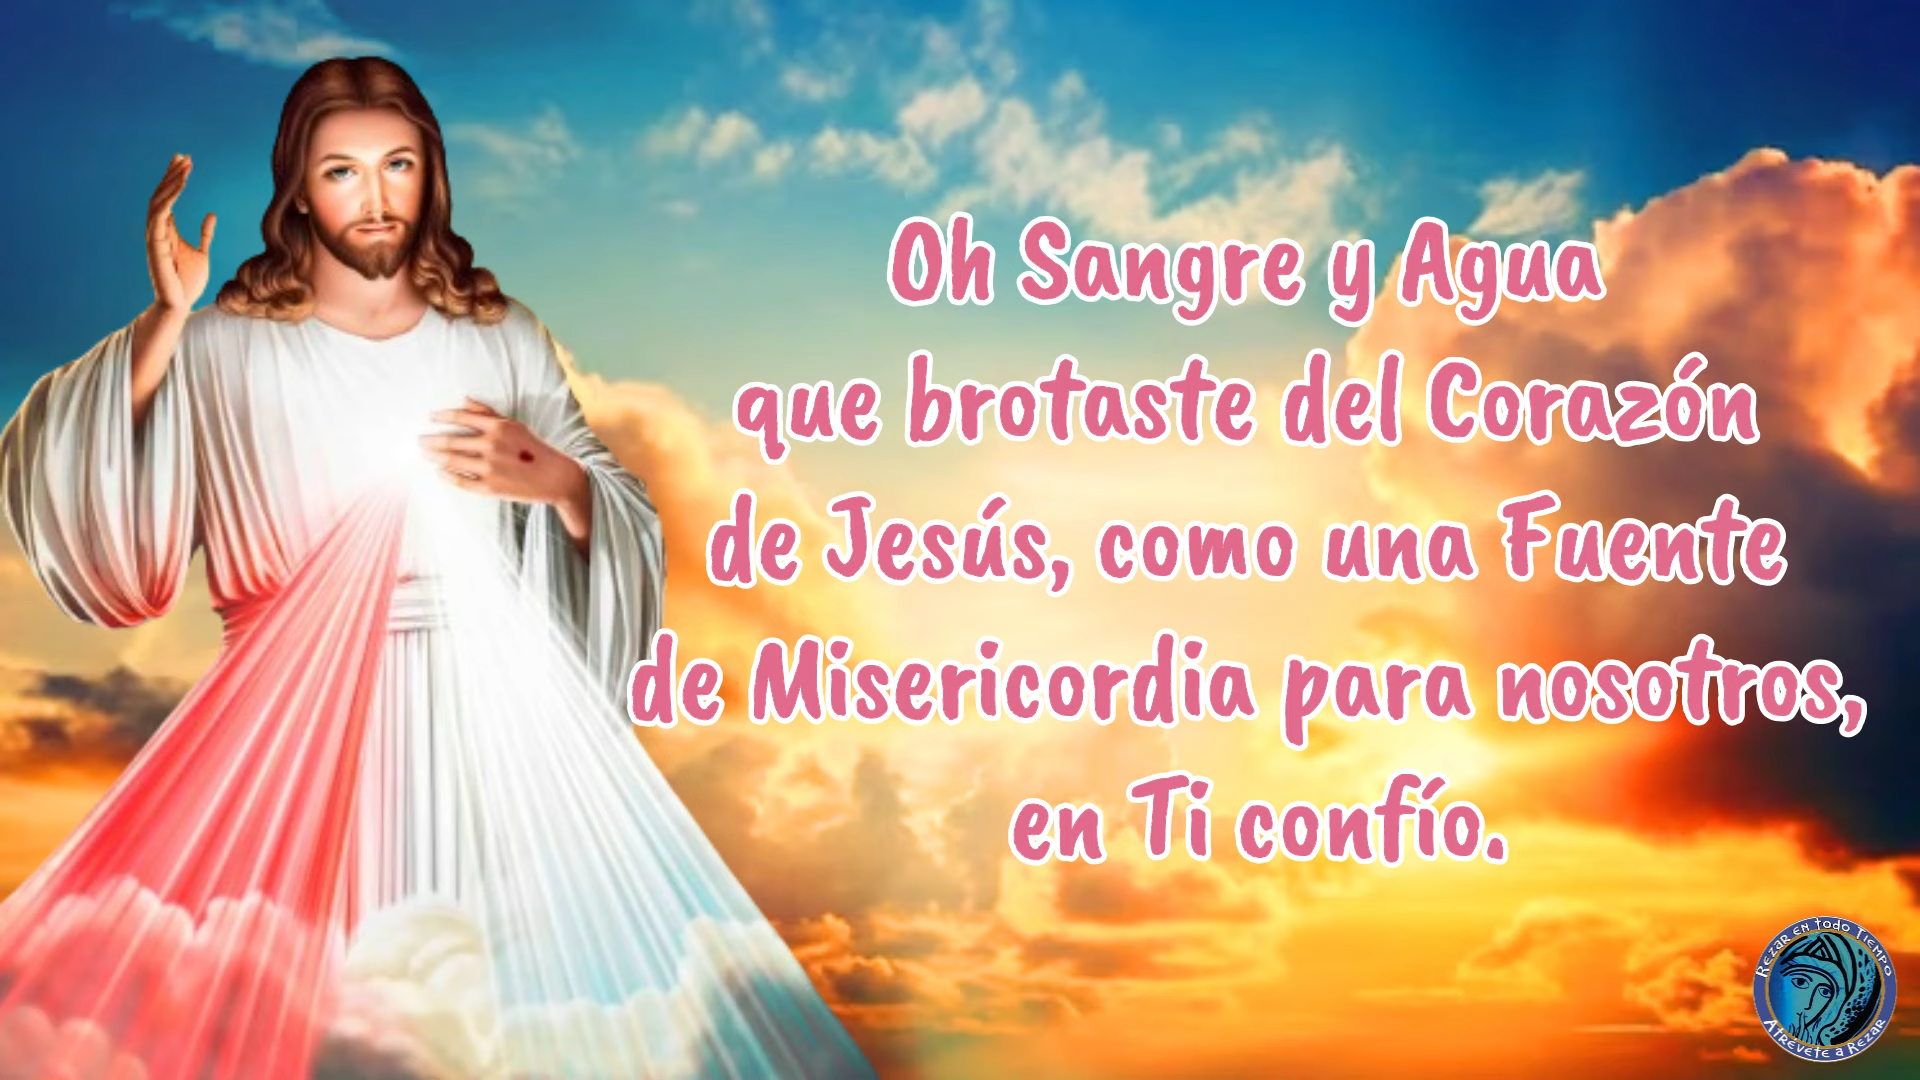 Oh Sangre y Agua
que brotaste del Corazón
de Jesús, como una Fuente
de Misericordia para nosotros,
en Ti confío.
Rezar en Todo Tiempo
Atrévete a Rezar